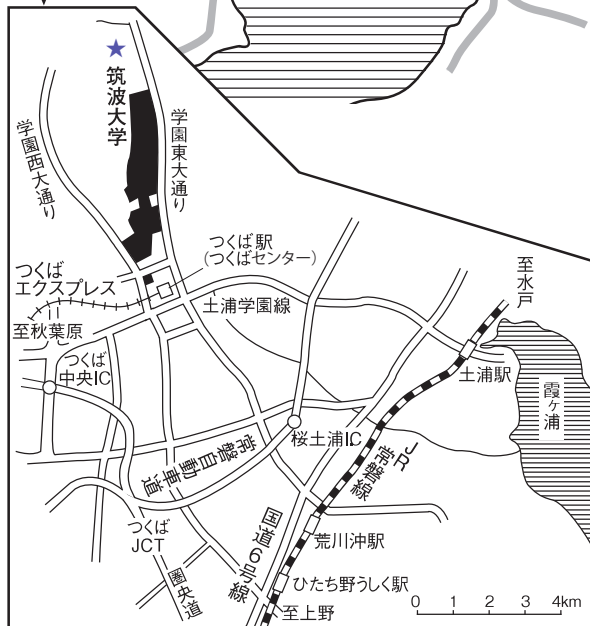 筑波大学
学園西大通り
学園東大通り
つくば駅
(つくばセンター)
つくば
エクスプレス
至秋葉原
土浦学園線
至水戸
つくば
中央IC
土浦駅
霞ヶ浦
桜土浦IC
常磐自動車道
JR
常磐線
つくば
JCT
圏央道
国道6号線
荒川沖駅
ひたち野うしく駅
至上野
0 1 2 3 4km